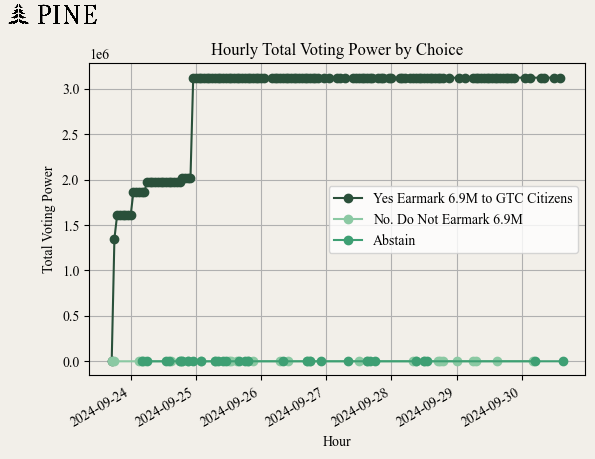 PINE
Hourly Total Voting Power by Choice
1e6
3.0
2.5
2.0
1.5
1.0
0.5
0.0
Total Voting Power
Yes Earmark 6.9M to GTC Citizens
No. Do Not Earmark 6.9M
Abstain
2024-09-24
2024-09-25
2024-09-26
2024-09-27
2024-09-28
2024-09-29
2024-09-30
Hour